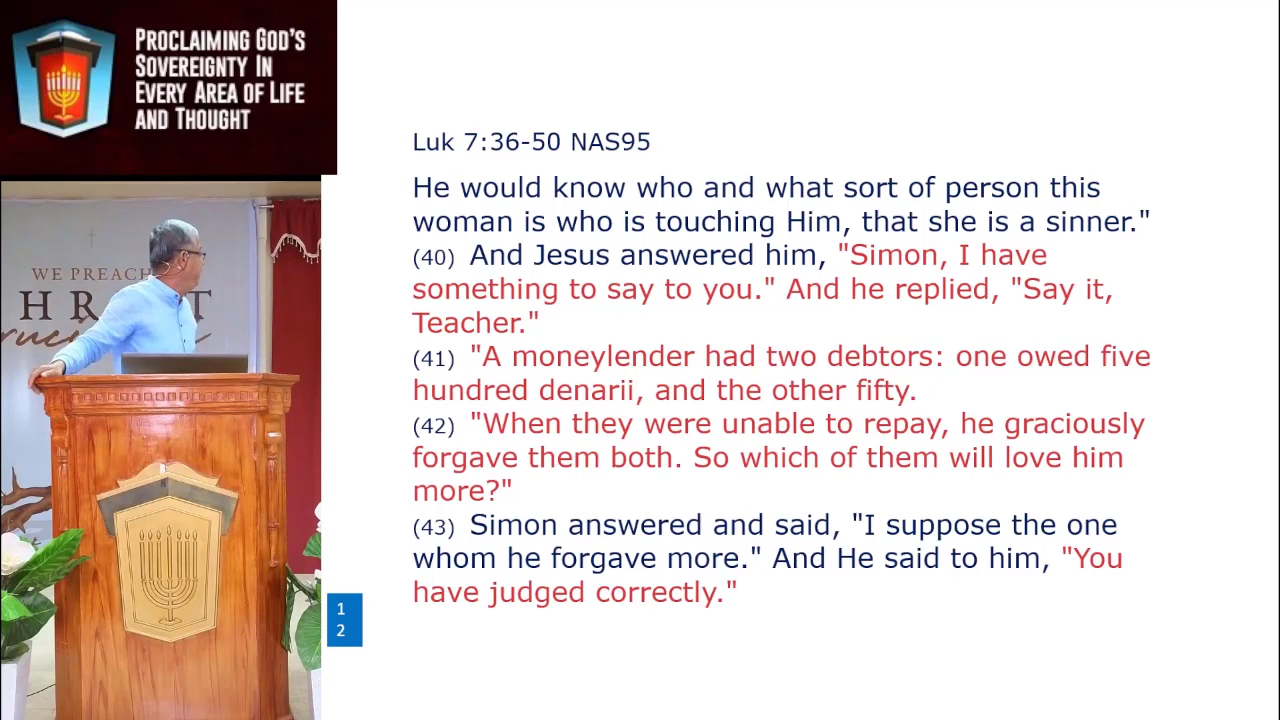 PROCLAIMING GOD'S
SOVEREIGNTY IN
EVERY AREA OF LIFE
AND THOUGHT
WE PREACH
HR T
Luk 7:36-50 NAS95
He would know who and what sort of person this
woman is who is touching Him, that she is a sinner."
(40) And Jesus answered him, "Simon, I have
something to say to you." And he replied, "Say it,
Teacher."
(41) "A moneylender had two debtors: one owed five
hundred denarii, and the other fifty.
(42) "When they were unable to repay, he graciously
forgave them both. So which of them will love him
more?"
(43) Simon answered and said, "I suppose the one
whom he forgave more." And He said to him, "You
have judged correctly."
1
2